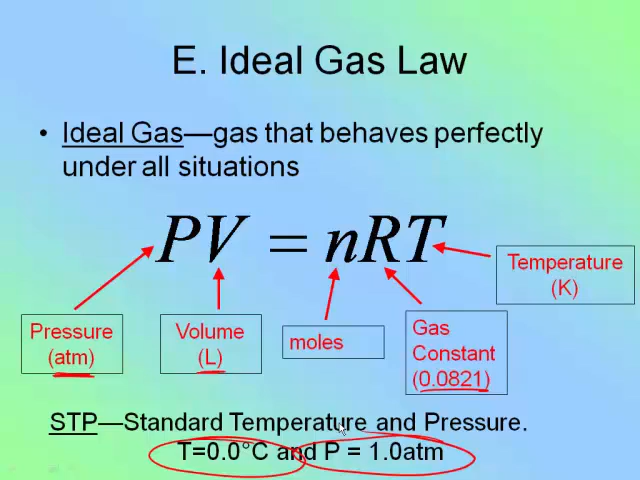 E. Ideal Gas Law
• Ideal Gas—gas that behaves perfectly
under all situations
PV = nRT
Temperature
(K)
Pressure
(atm)
Volume
(L)
moles
Gas
Constant
(0.0821)
STP—Standard Temperature and Pressure.
T=0.0°C and P = 1.0atm